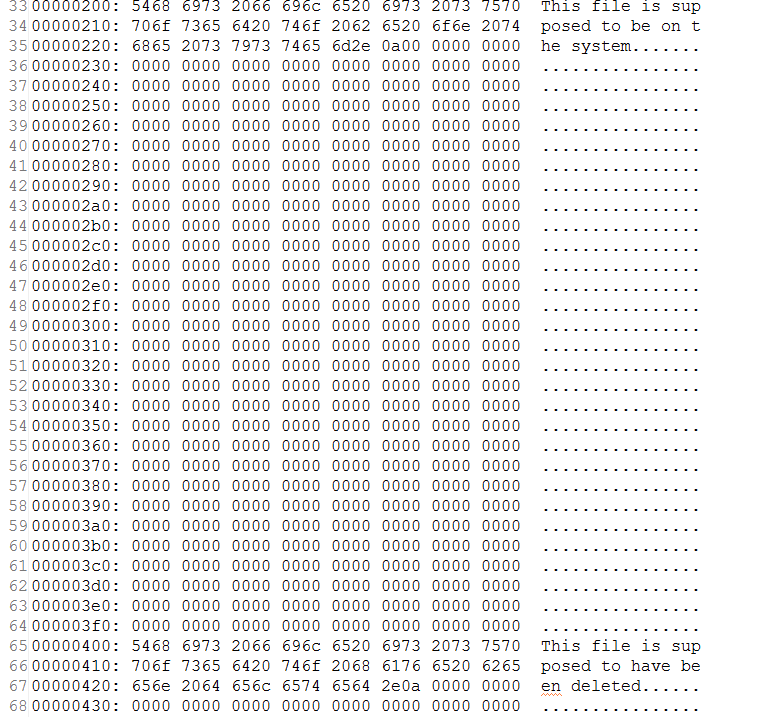 33 00000200: 5468 6973 2066 696c 6520 6973 2073 7570 This file is sup
34 00000210: 706f 7365 6420 746f 2062 6520 6f6e 2074 posed to be on t
35 00000220: 6865 2073 7973 7465 6d2e 0a00 0000 0000 he system.......
36 00000230: 0000 0000 0000 0000 0000 0000 0000 0000 ................
37 00000240: 0000 0000 0000 0000 0000 0000 0000 0000 ................
38 00000250: 0000 0000 0000 0000 0000 0000 0000 0000 ................
39 00000260: 0000 0000 0000 0000 0000 0000 0000 0000 ................
40 00000270: 0000 0000 0000 0000 0000 0000 0000 0000 ................
41 00000280: 0000 0000 0000 0000 0000 0000 0000 0000 ................
42 00000290: 0000 0000 0000 0000 0000 0000 0000 0000 ................
43 000002a0: 0000 0000 0000 0000 0000 0000 0000 0000 ................
44 000002b0: 0000 0000 0000 0000 0000 0000 0000 0000 ................
45 000002c0: 0000 0000 0000 0000 0000 0000 0000 0000 ................
46 000002d0: 0000 0000 0000 0000 0000 0000 0000 0000 ................
47 000002e0: 0000 0000 0000 0000 0000 0000 0000 0000 ................
48 000002f0: 0000 0000 0000 0000 0000 0000 0000 0000 ................
49 00000300: 0000 0000 0000 0000 0000 0000 0000 0000 ................
50 00000310: 0000 0000 0000 0000 0000 0000 0000 0000 ................
51 00000320: 0000 0000 0000 0000 0000 0000 0000 0000 ................
52 00000330: 0000 0000 0000 0000 0000 0000 0000 0000 ................
53 00000340: 0000 0000 0000 0000 0000 0000 0000 0000 ................
54 00000350: 0000 0000 0000 0000 0000 0000 0000 0000 ................
55 00000360: 0000 0000 0000 0000 0000 0000 0000 0000 ................
56 00000370: 0000 0000 0000 0000 0000 0000 0000 0000 ................
57 00000380: 0000 0000 0000 0000 0000 0000 0000 0000 ................
58 00000390: 0000 0000 0000 0000 0000 0000 0000 0000 ................
59 000003a0: 0000 0000 0000 0000 0000 0000 0000 0000 ................
60 000003b0: 0000 0000 0000 0000 0000 0000 0000 0000 ................
61 000003c0: 0000 0000 0000 0000 0000 0000 0000 0000 ................
62 000003d0: 0000 0000 0000 0000 0000 0000 0000 0000 ................
63 000003e0: 0000 0000 0000 0000 0000 0000 0000 0000 ................
64 000003f0: 0000 0000 0000 0000 0000 0000 0000 0000 ................
65 00000400: 5468 6973 2066 696c 6520 6973 2073 7570 This file is sup
66 00000410: 706f 7365 6420 746f 2068 6176 6520 6265 posed to have be
67 00000420: 656e 2064 656c 6574 6564 2e0a 0000 0000 en deleted......
68 00000430: 0000 0000 0000 0000 0000 0000 0000 0000 ................